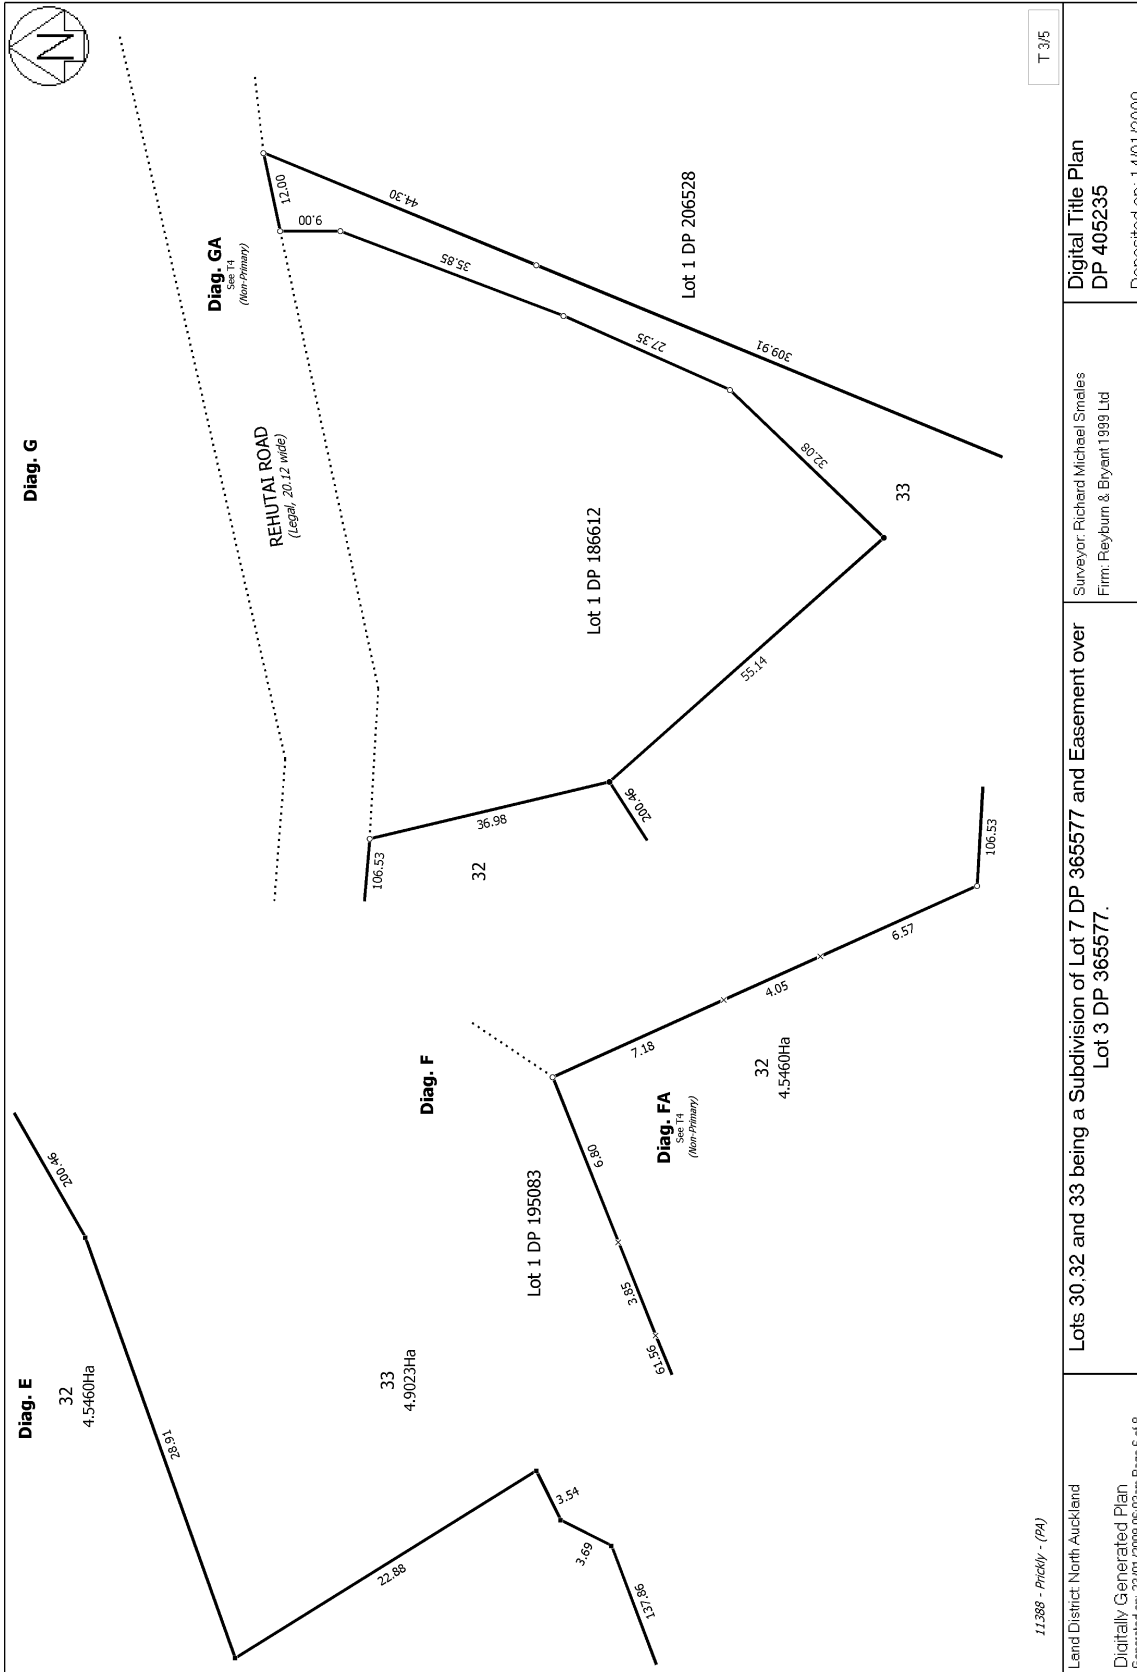 N
T 3/5
Diag. E
32
4.5460Ha
200.46
28.91
33
4.9023Ha
22.88
3.54
3.69
137.86
Diag. F
Lot 1 DP 195083
6.80
3.85
61.56
7.18
4.05
6.57
106.53
Diag. FA
See T4
(Non-Primary)
32
4.5460Ha
Diag. G
Diag. GA
See T4
(Non-Primary)
REHUTAI ROAD
(Legal, 20.12 wide)
12.00
9.00
44.30
35.85
27.35
309.91
32.08
55.14
36.98
200.46
106.53
Lot 1 DP 206528
Lot 1 DP 186612
33
32
11388 - Prickly - (PA)
Land District: North Auckland
Digitally Generated Plan
Lots 30,32 and 33 being a Subdivision of Lot 7 DP 365577 and Easement over
Lot 3 DP 365577.
Surveyor: Richard Michael Smales
Firm: Reyburn & Bryant 1999 Ltd
Digital Title Plan
DP 405235